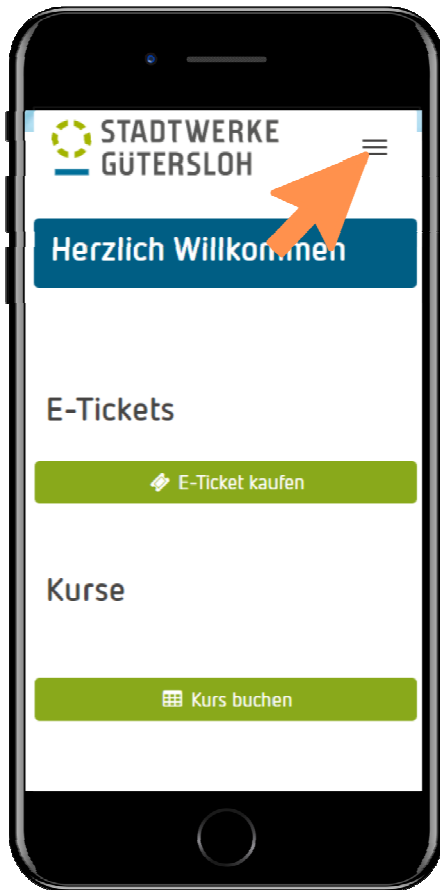 STADTWERKE
GÜTERSLOH
Herzlich Willkommen
E-Tickets
E-Ticket kaufen
Kurse
Kurs buchen